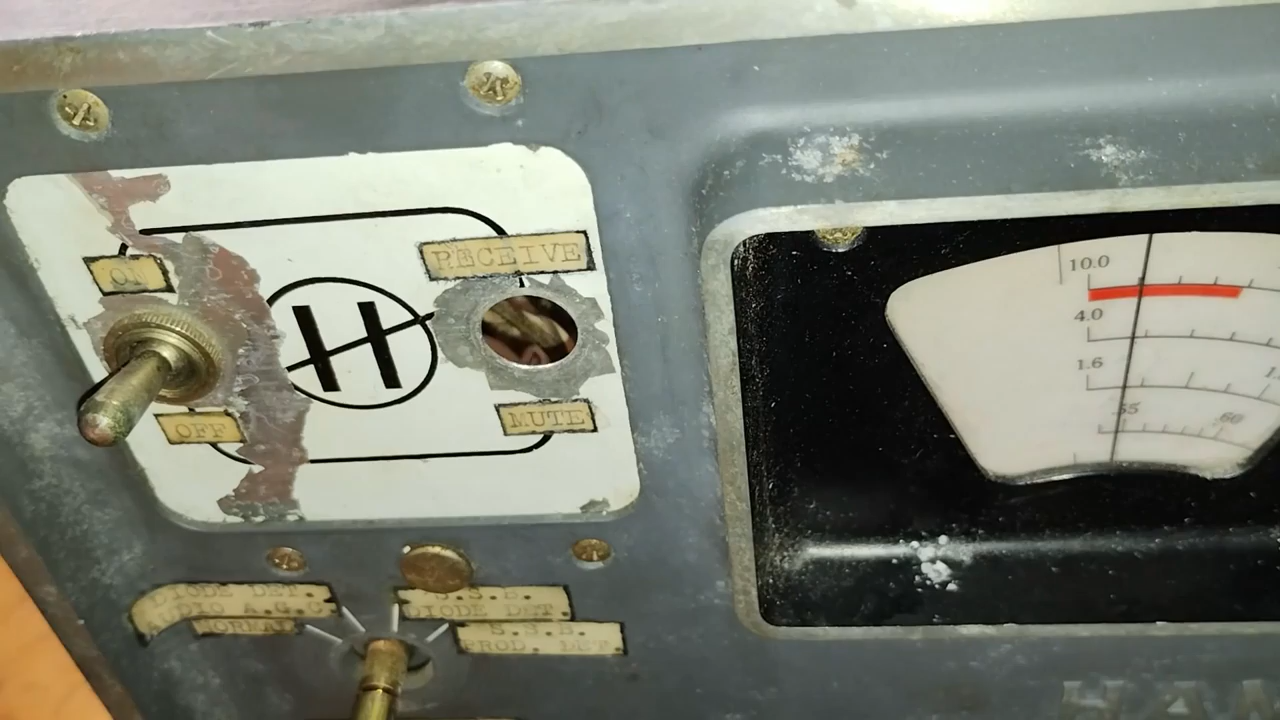 ON
RECEIVE
H
OFF
MUTE
10.0
4.0
1.6
55 60
DIODE DET.
A.G.C.
NORMAL
DIODE DET.
S.S.B.
PROD. DET.
HAM